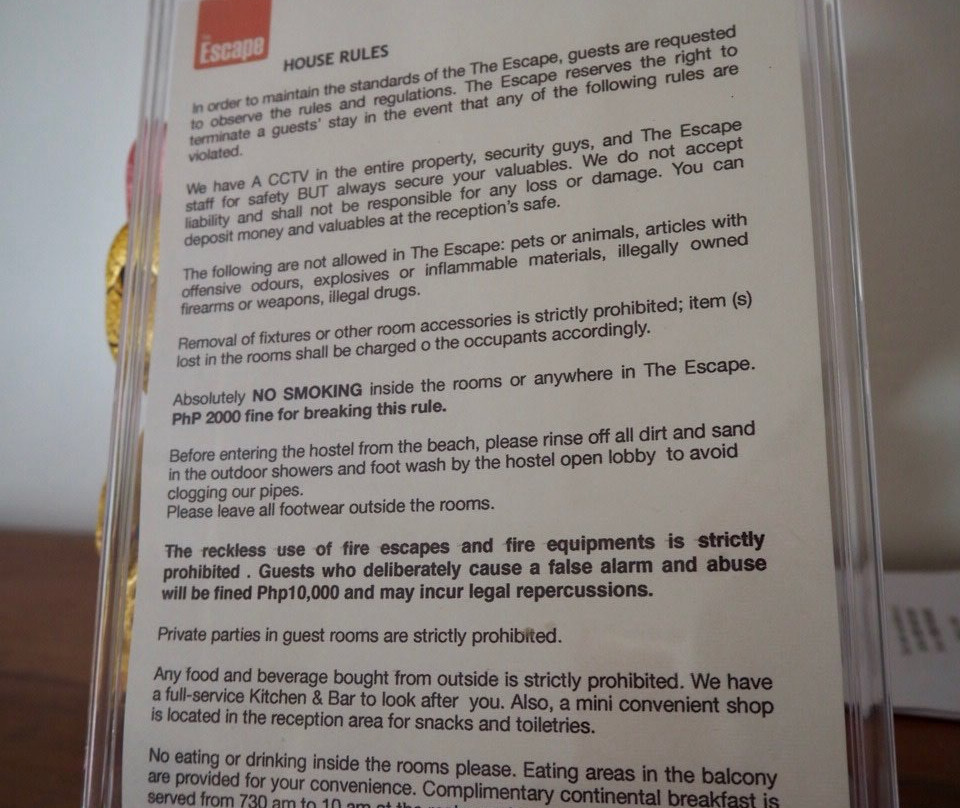 The
Escape
HOUSE RULES
In order to maintain the standards of the The Escape, guests are requested
to observe the rules and regulations. The Escape reserves the right to
terminate a guests' stay in the event that any of the following rules are
violated.
We have A CCTV in the entire property, security guys, and The Escape
staff for safety BUT always secure your valuables. We do not accept
liability and shall not be responsible for any loss or damage. You can
deposit money and valuables at the reception's safe.
The following are not allowed in The Escape: pets or animals, articles with
offensive odours, explosives or inflammable materials, illegally owned
firearms or weapons, illegal drugs.
Removal of fixtures or other room accessories is strictly prohibited; item (s)
lost in the rooms shall be charged o the occupants accordingly.
Absolutely NO SMOKING inside the rooms or anywhere in The Escape.
PhP 2000 fine for breaking this rule.
Before entering the hostel from the beach, please rinse off all dirt and sand
in the outdoor showers and foot wash by the hostel open lobby to avoid
clogging our pipes.
Please leave all footwear outside the rooms.
The reckless use of fire escapes and fire equipments is strictly
prohibited . Guests who deliberately cause a false alarm and abuse
will be fined Php10,000 and may incur legal repercussions.
Private parties in guest rooms are strictly prohibited.
Any food and beverage bought from outside is strictly prohibited. We have
a full-service Kitchen & Bar to look after you. Also, a mini convenient shop
is located in the reception area for snacks and toiletries.
No eating or drinking inside the rooms please. Eating areas in the balcony
are provided for your convenience. Complimentary continental breakfast is
served from 730 am to 10 am at the